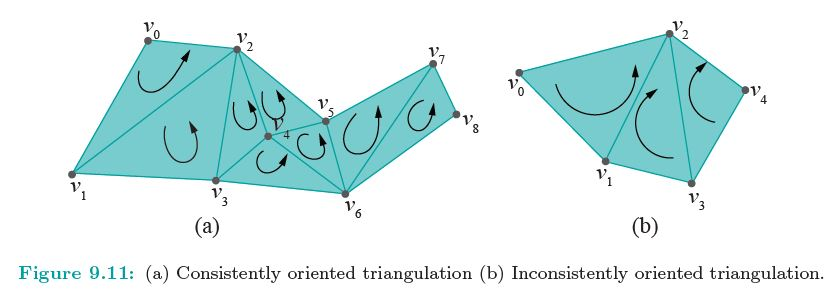 v0
v2
v7
v2
v5
v0
v4
v8
v4
v1
v3
v6
v1
v3
(a)
(b)
Figure 9.11: (a) Consistently oriented triangulation (b) Inconsistently oriented triangulation.